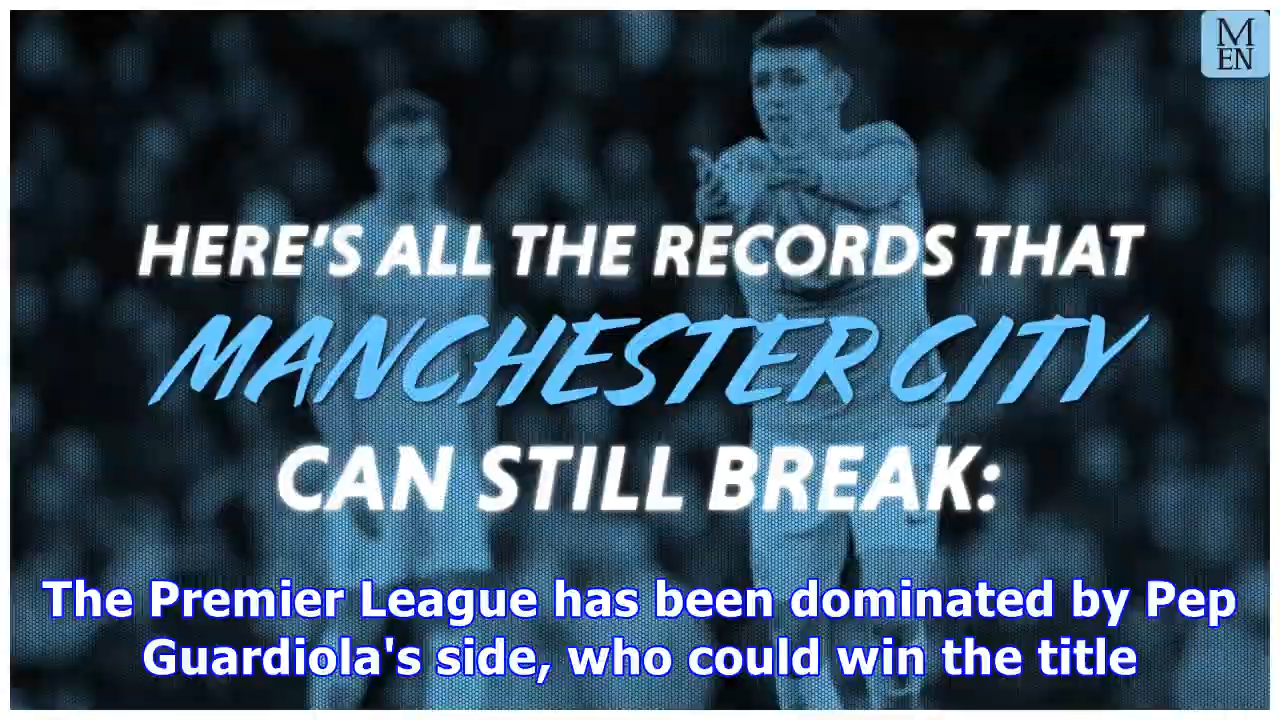 M
EN
HERE'S ALL THE RECORDS THAT
MANCHESTER CITY
CAN STILL BREAK:
The Premier League has been dominated by Pep
Guardiola's side, who could win the title